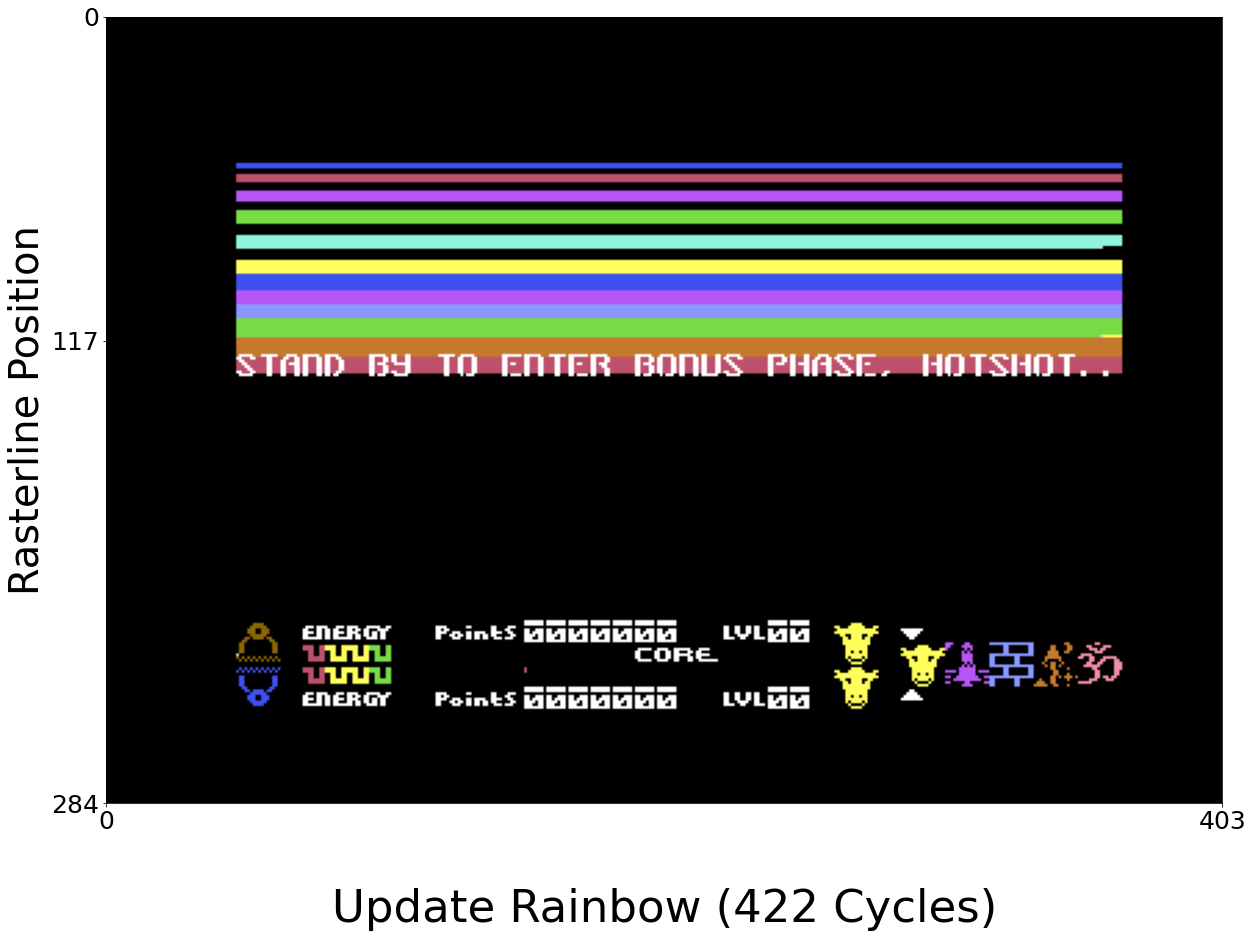 0
Rasterline Position
117
STAND BY TO ENTER BONUS PHASE, HOTSHOT..
ENERGY PointS 0000000 LVL00
CORE
ENERGY PointS 0000000 LVL00
ॐ
284
0 403
Update Rainbow (422 Cycles)